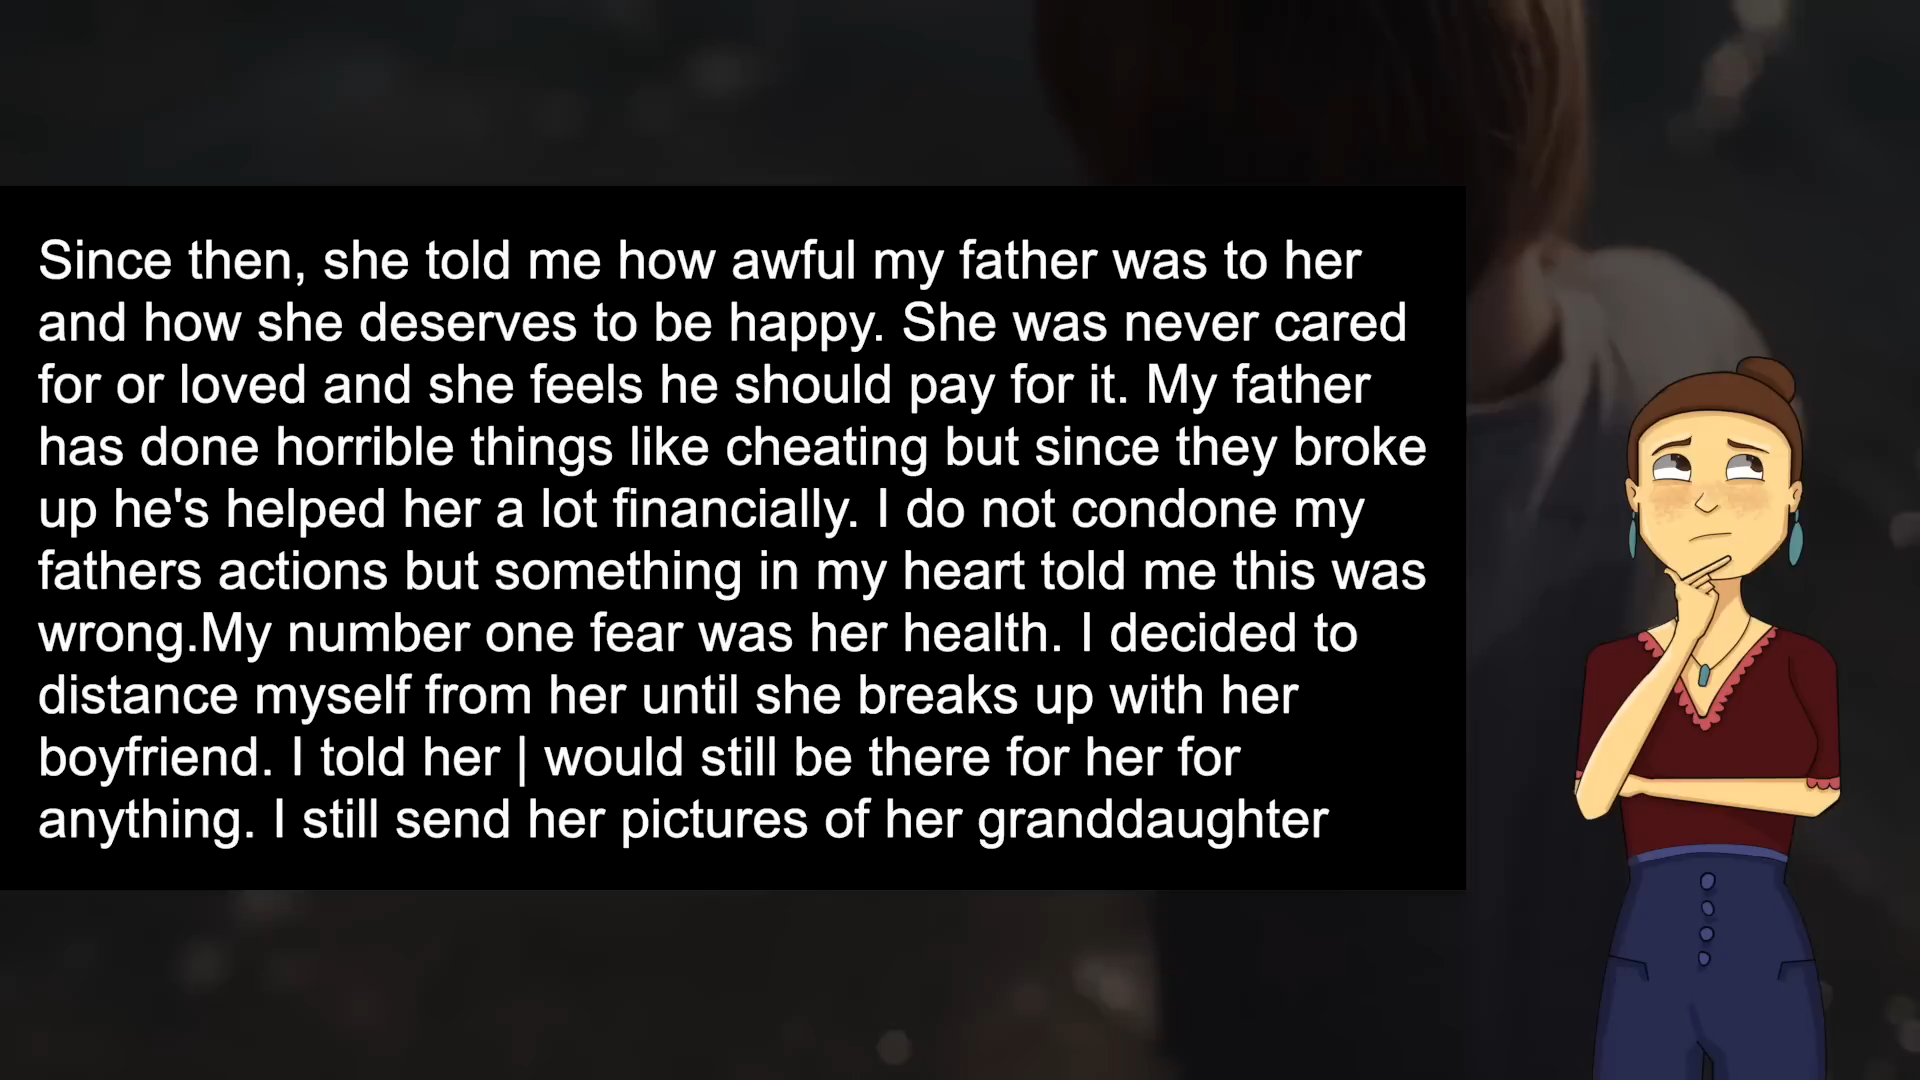 Since then, she told me how awful my father was to her
and how she deserves to be happy. She was never cared
for or loved and she feels he should pay for it. My father
has done horrible things like cheating but since they broke
up he's helped her a lot financially. I do not condone my
fathers actions but something in my heart told me this was
wrong.My number one fear was her health. I decided to
distance myself from her until she breaks up with her
boyfriend. I told her | would still be there for her for
anything. I still send her pictures of her granddaughter